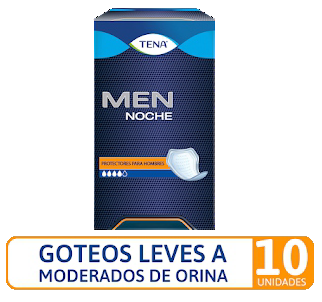 TENA
MEN
NOCHE
PROTECTORES PARA HOMBRES
GOTEOS LEVES A
MODERADOS DE ORINA
10
UNIDADES